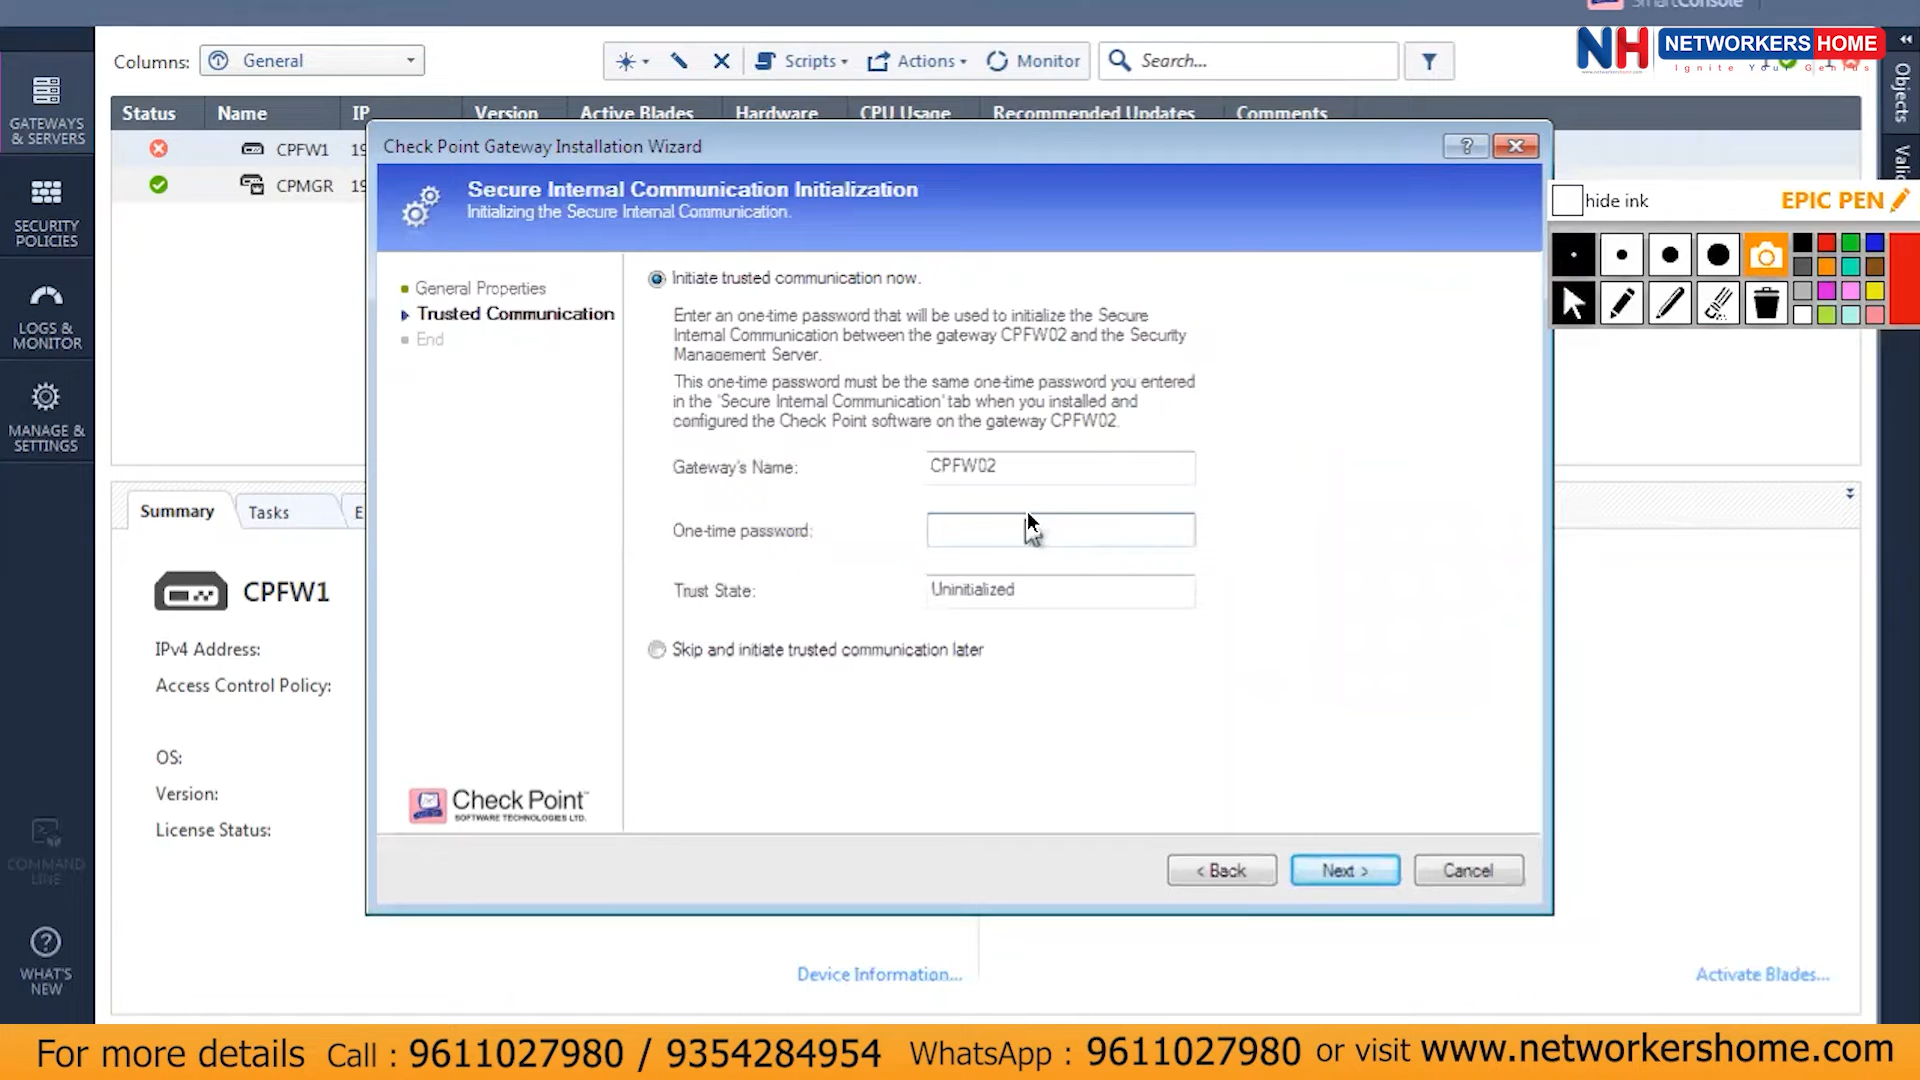 SmartConsole
NH NETWORKERS HOME
Ignite Your Genius
Columns: General
Scripts
Actions
Monitor
Search...
Status Name IP Version Active Blades Hardware CPU Usage Recommended Updates Comments
CPFW1 19
CPMGR 19
GATEWAYS
& SERVERS
SECURITY
POLICIES
LOGS &
MONITOR
MANAGE &
SETTINGS
COMMAND
LINE
WHAT'S
NEW
Objects
Check Point Gateway Installation Wizard
?
Secure Internal Communication Initialization
Initializing the Secure Internal Communication.
General Properties
Trusted Communication
End
Initiate trusted communication now.
Enter an one-time password that will be used to initialize the Secure
Internal Communication between the gateway CPFW02 and the Security
Management Server.
This one-time password must be the same one-time password you entered
in the 'Secure Internal Communication' tab when you installed and
configured the Check Point software on the gateway CPFW02.
Gateway's Name: CPFW02
One-time password:
Trust State: Uninitialized
Skip and initiate trusted communication later
Check Point™
SOFTWARE TECHNOLOGIES LTD.
< Back
Next >
Cancel
hide ink
EPIC PEN
Summary Tasks E
CPFW1
IPv4 Address:
Access Control Policy:
OS:
Version:
License Status:
Device Information...
Activate Blades...
For more details Call : 9611027980 / 9354284954 WhatsApp : 9611027980 or visit www.networkershome.com